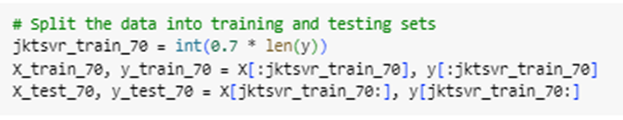 # Split the data into training and testing sets
jktsvr_train_70 = int(0.7 * len(y))
X_train_70, y_train_70 = X[:jktsvr_train_70], y[:jktsvr_train_70]
X_test_70, y_test_70 = X[jktsvr_train_70:], y[jktsvr_train_70:]